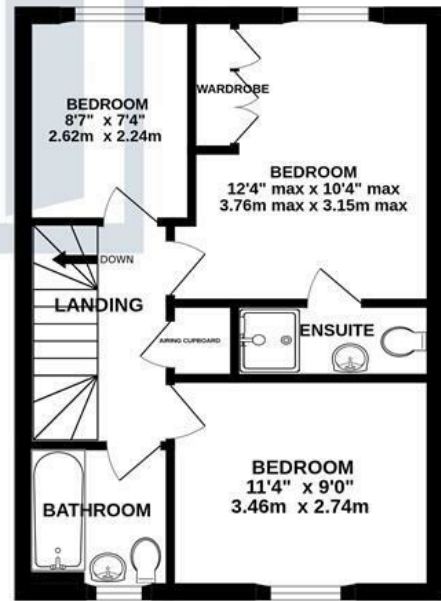 BEDROOM
8'7" x 7'4"
2.62m x 2.24m
WARDROBE
BEDROOM
12'4" max x 10'4" max
3.76m max x 3.15m max
DOWN
LANDING
AIRING CUPBOARD
ENSUITE
BEDROOM
11'4" x 9'0"
3.46m x 2.74m
BATHROOM